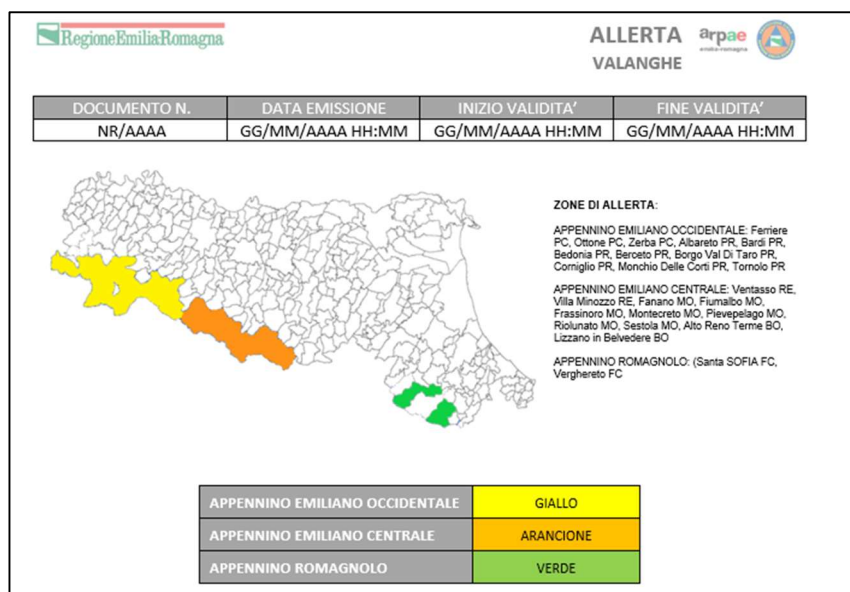 RegioneEmilia-Romagna
ALLERTA
VALANGHE
arpae
emilia-romagna
DOCUMENTO N. DATA EMISSIONE INIZIO VALIDITA’ FINE VALIDITA’
NR/AAAA GG/MM/AAAA HH:MM GG/MM/AAAA HH:MM GG/MM/AAAA HH:MM
ZONE DI ALLERTA:
APPENNINO EMILIANO OCCIDENTALE: Ferriere
PC, Ottone PC, Zerba PC, Albareto PR, Bardi PR,
Bedonia PR, Berceto PR, Borgo Val Di Taro PR,
Corniglio PR, Monchio Delle Corti PR, Tornolo PR
APPENNINO EMILIANO CENTRALE: Ventasso RE,
Villa Minozzo RE, Fanano MO, Fiumalbo MO,
Frassinoro MO, Montecreto MO, Pievepelago MO,
Riolunato MO, Sestola MO, Alto Reno Terme BO,
Lizzano in Belvedere BO
APPENNINO ROMAGNOLO: (Santa SOFIA FC,
Verghereto FC
APPENNINO EMILIANO OCCIDENTALE GIALLO
APPENNINO EMILIANO CENTRALE ARANCIONE
APPENNINO ROMAGNOLO VERDE